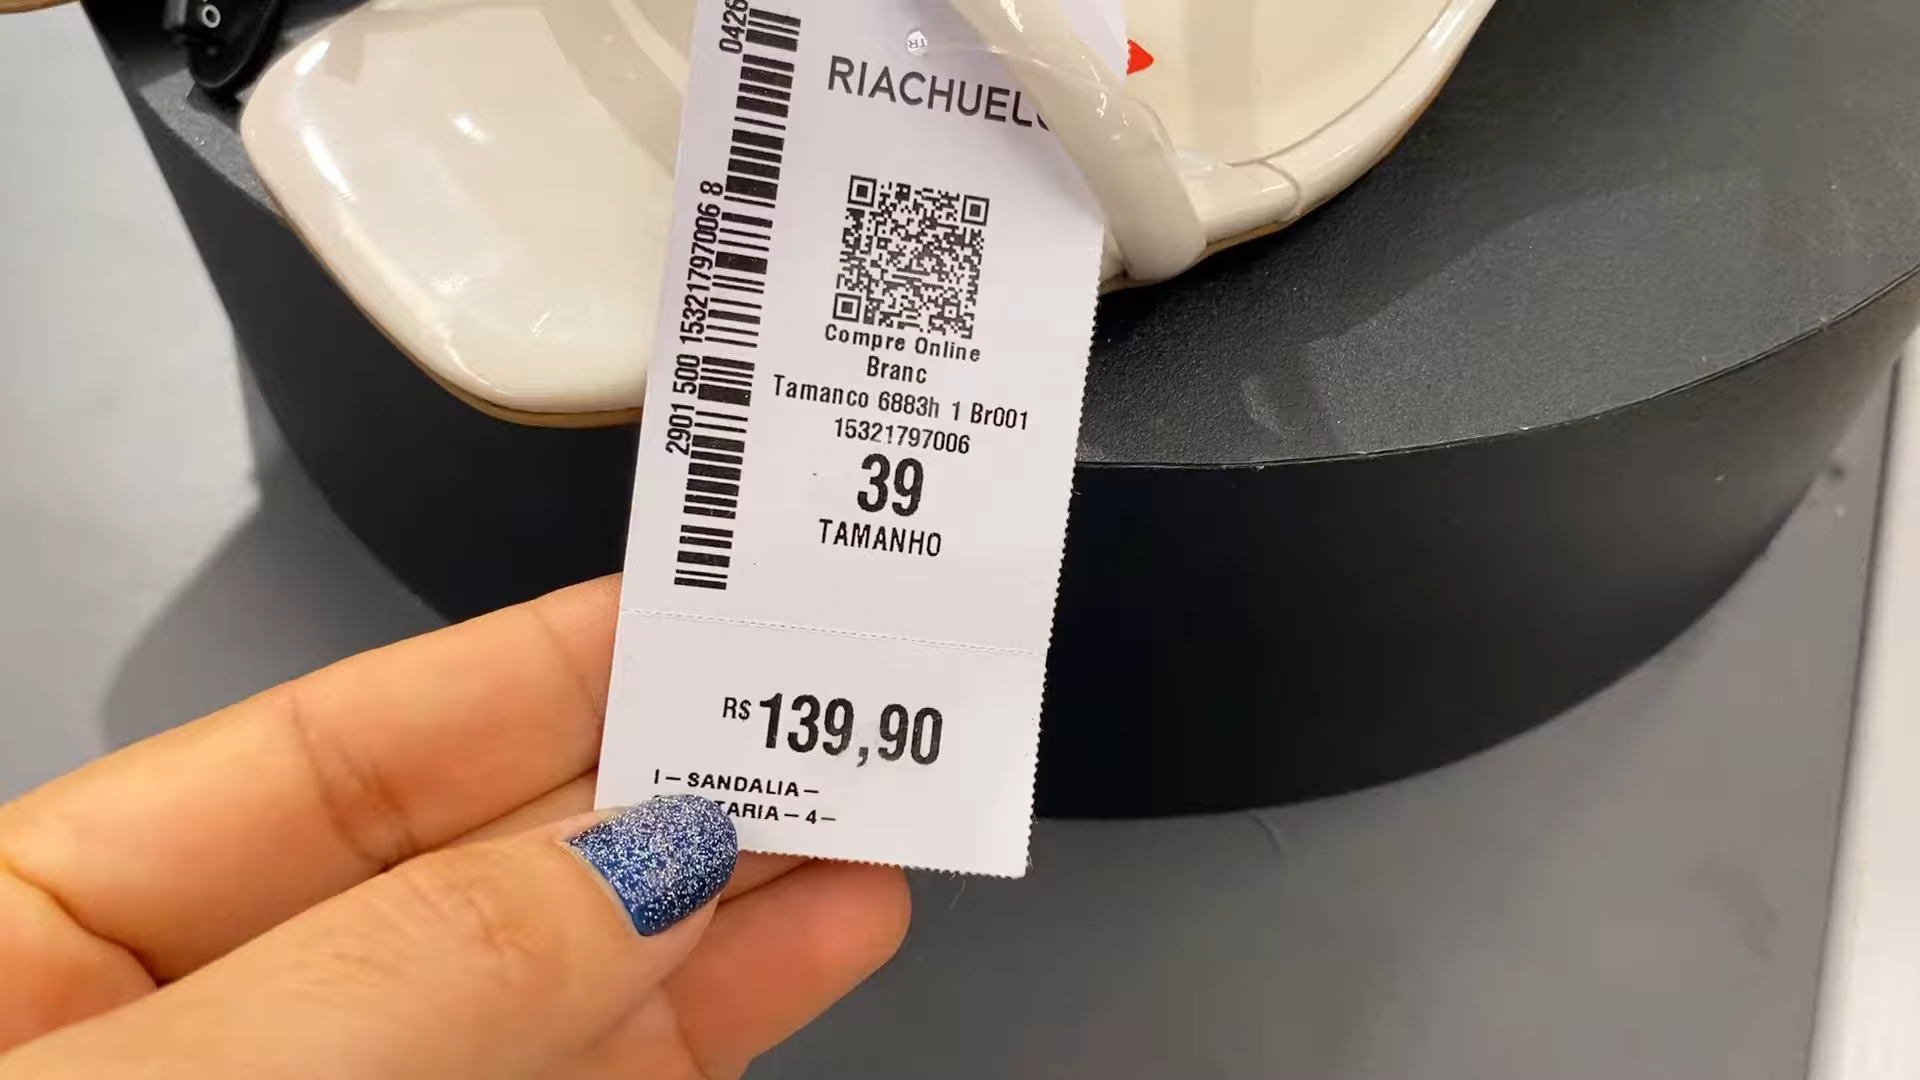 RIACHUEL
Compre Online
Branc
Tamanco 6883h 1 Br001
15321797006
39
TAMANHO
R$ 139,90
I – SANDALIA –
TARIA – 4 –
2901 500 15321797006 8
0426